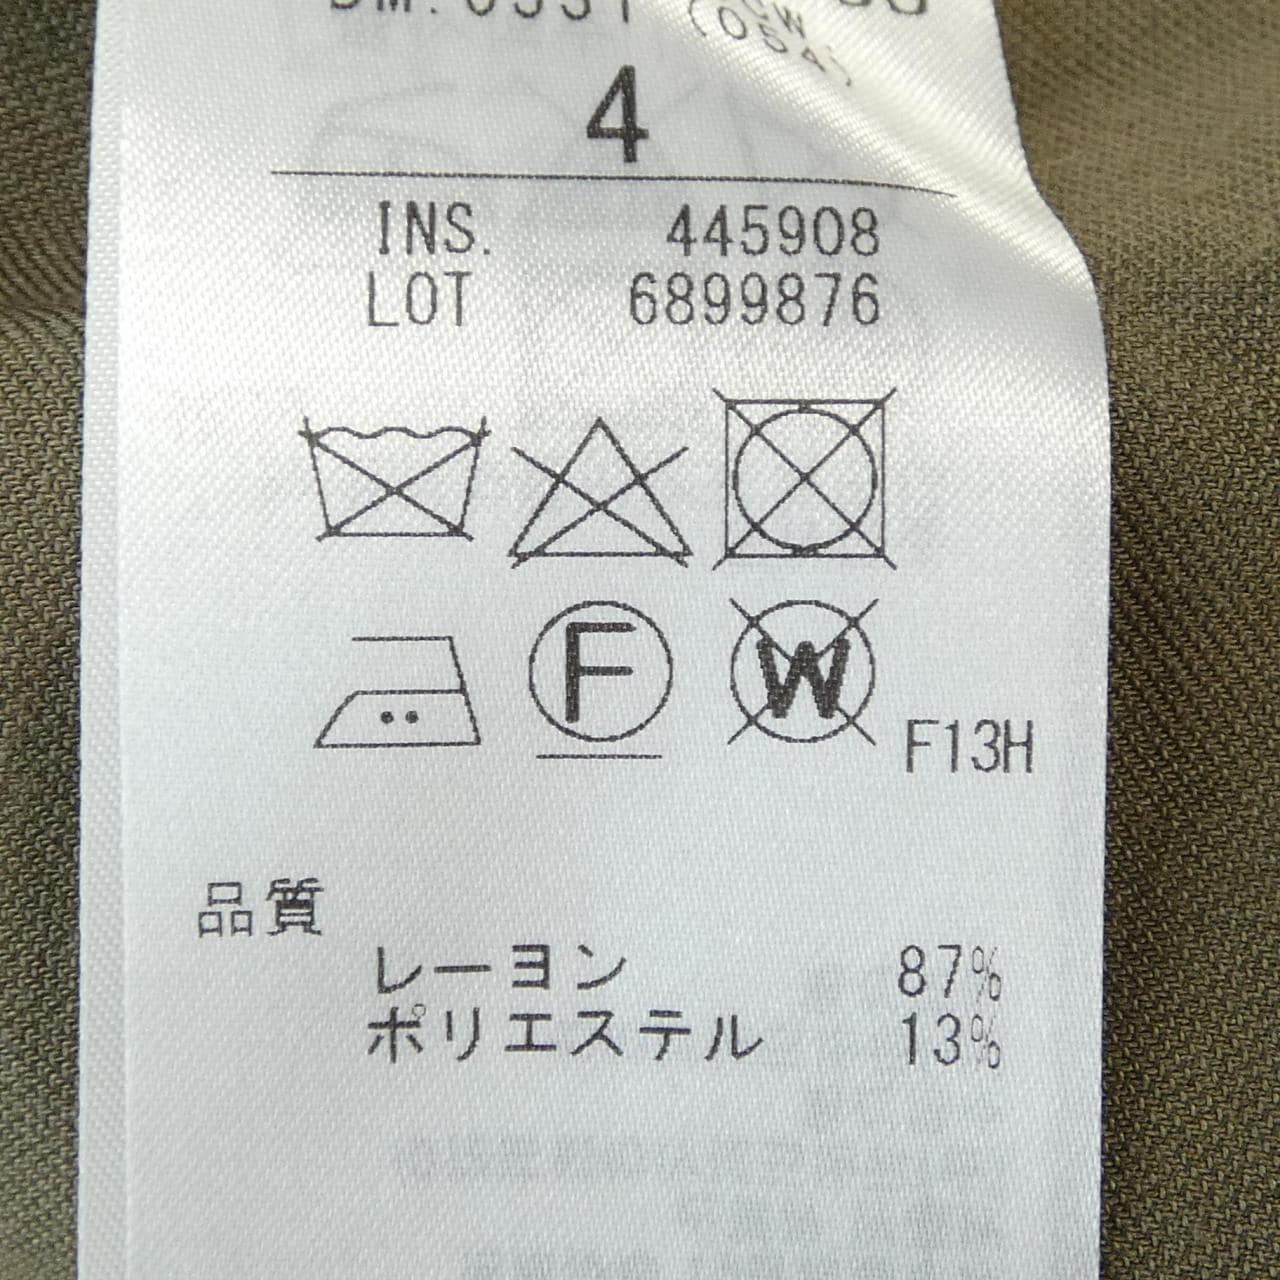 (05A)
4
INS. 445908
LOT 6899876
F W F13H
品質
レーヨン 87%
ポリエステル 13%